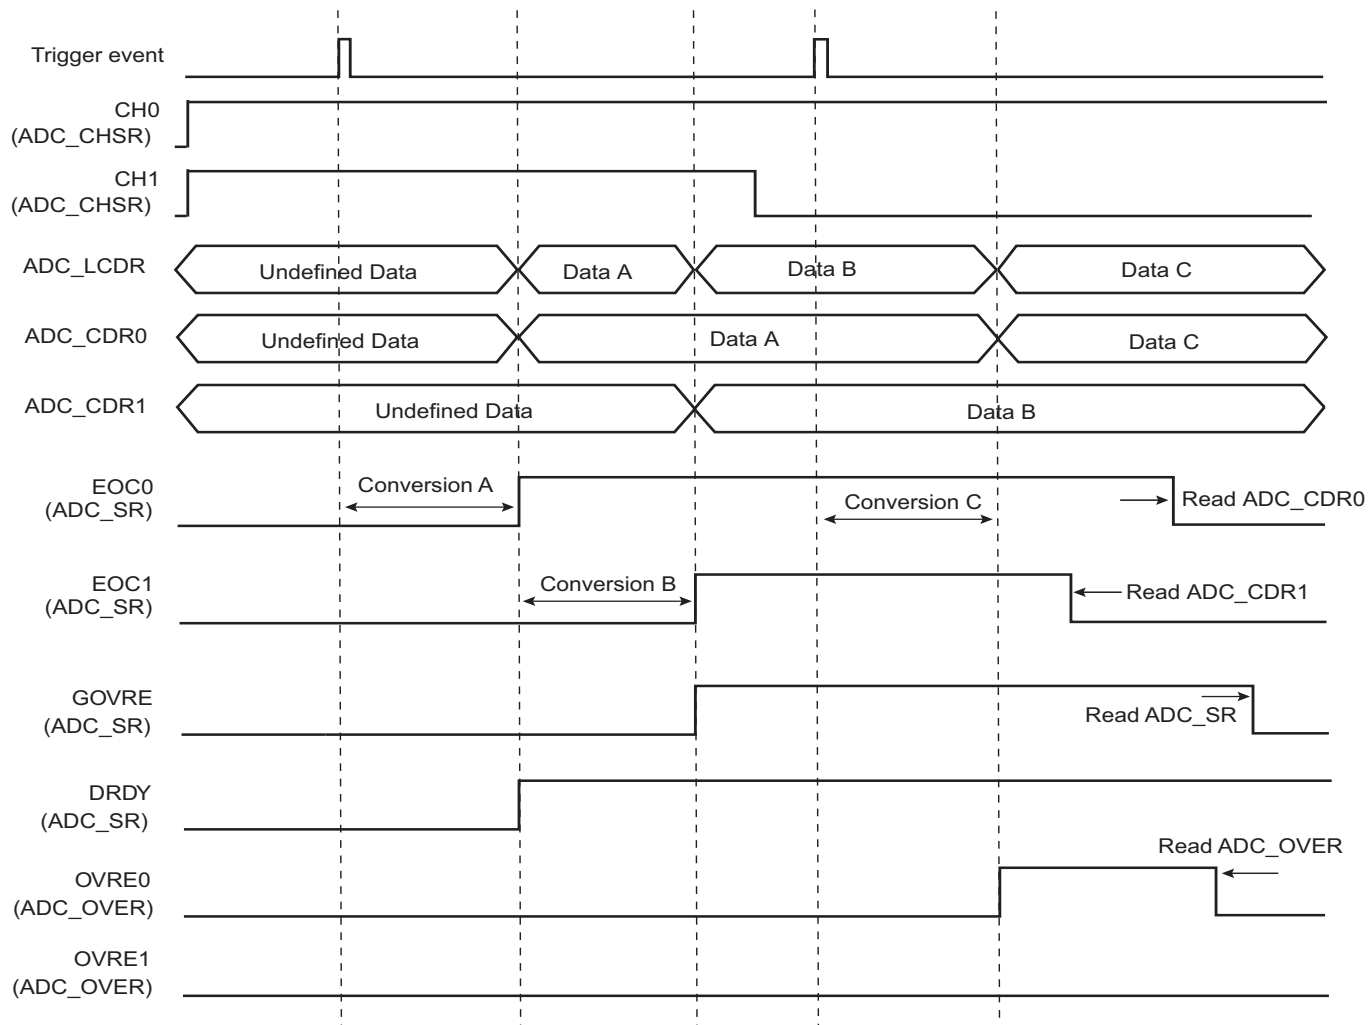 Trigger event
CH0
(ADC_CHSR)
CH1
(ADC_CHSR)
ADC_LCDR
Undefined Data
Data A
Data B
Data C
ADC_CDR0
Undefined Data
Data A
Data C
ADC_CDR1
Undefined Data
Data B
EOC0
(ADC_SR)
Conversion A
Conversion C
Read ADC_CDR0
EOC1
(ADC_SR)
Conversion B
Read ADC_CDR1
GOVRE
(ADC_SR)
Read ADC_SR
DRDY
(ADC_SR)
Read ADC_OVER
OVRE0
(ADC_OVER)
OVRE1
(ADC_OVER)